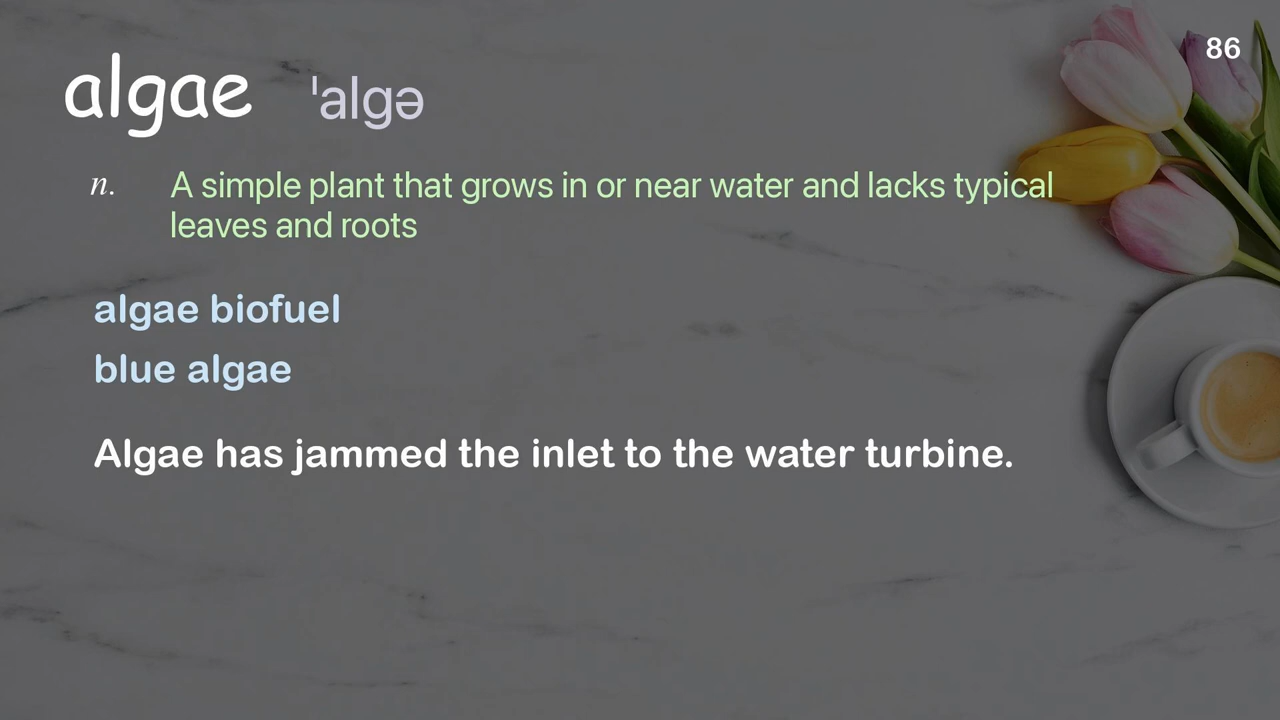 86
algae ˈalgə
n. A simple plant that grows in or near water and lacks typical
leaves and roots
algae biofuel
blue algae
Algae has jammed the inlet to the water turbine.